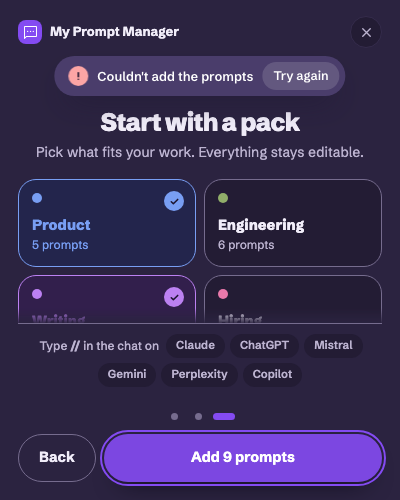 My Prompt Manager
Couldn't add the prompts Try again
Start with a pack
Pick what fits your work. Everything stays editable.
Product
5 prompts
Engineering
6 prompts
Writing
Hiring
Type // in the chat on Claude ChatGPT Mistral
Gemini Perplexity Copilot
Back
Add 9 prompts